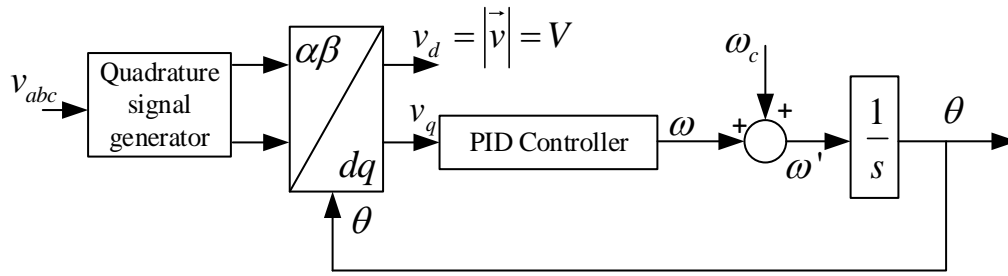 v_abc
Quadrature
signal
generator
αβ
dq
v_d = |v⃗| = V
v_q
PID Controller
ω
ω_c
+
+
ω'
1
s
θ
θ